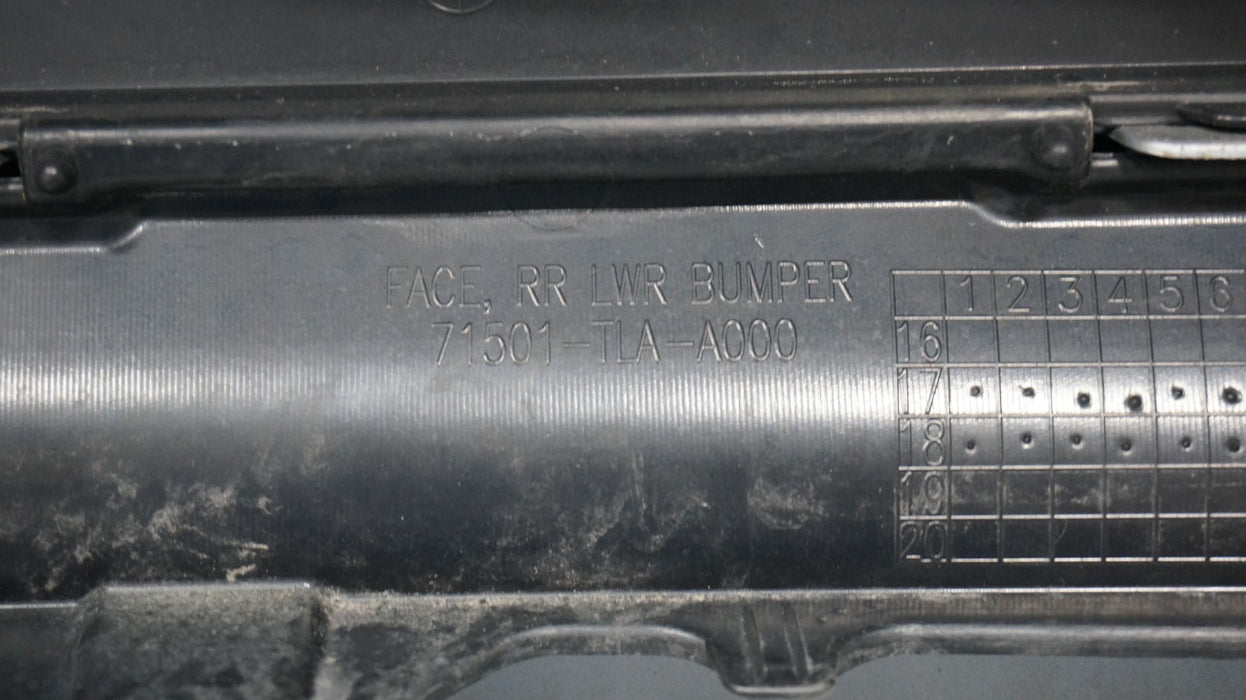 FACE, RR LWR BUMPER
71501-TLA-A000
1 2 3 4 5 6
16
17
18
19
20